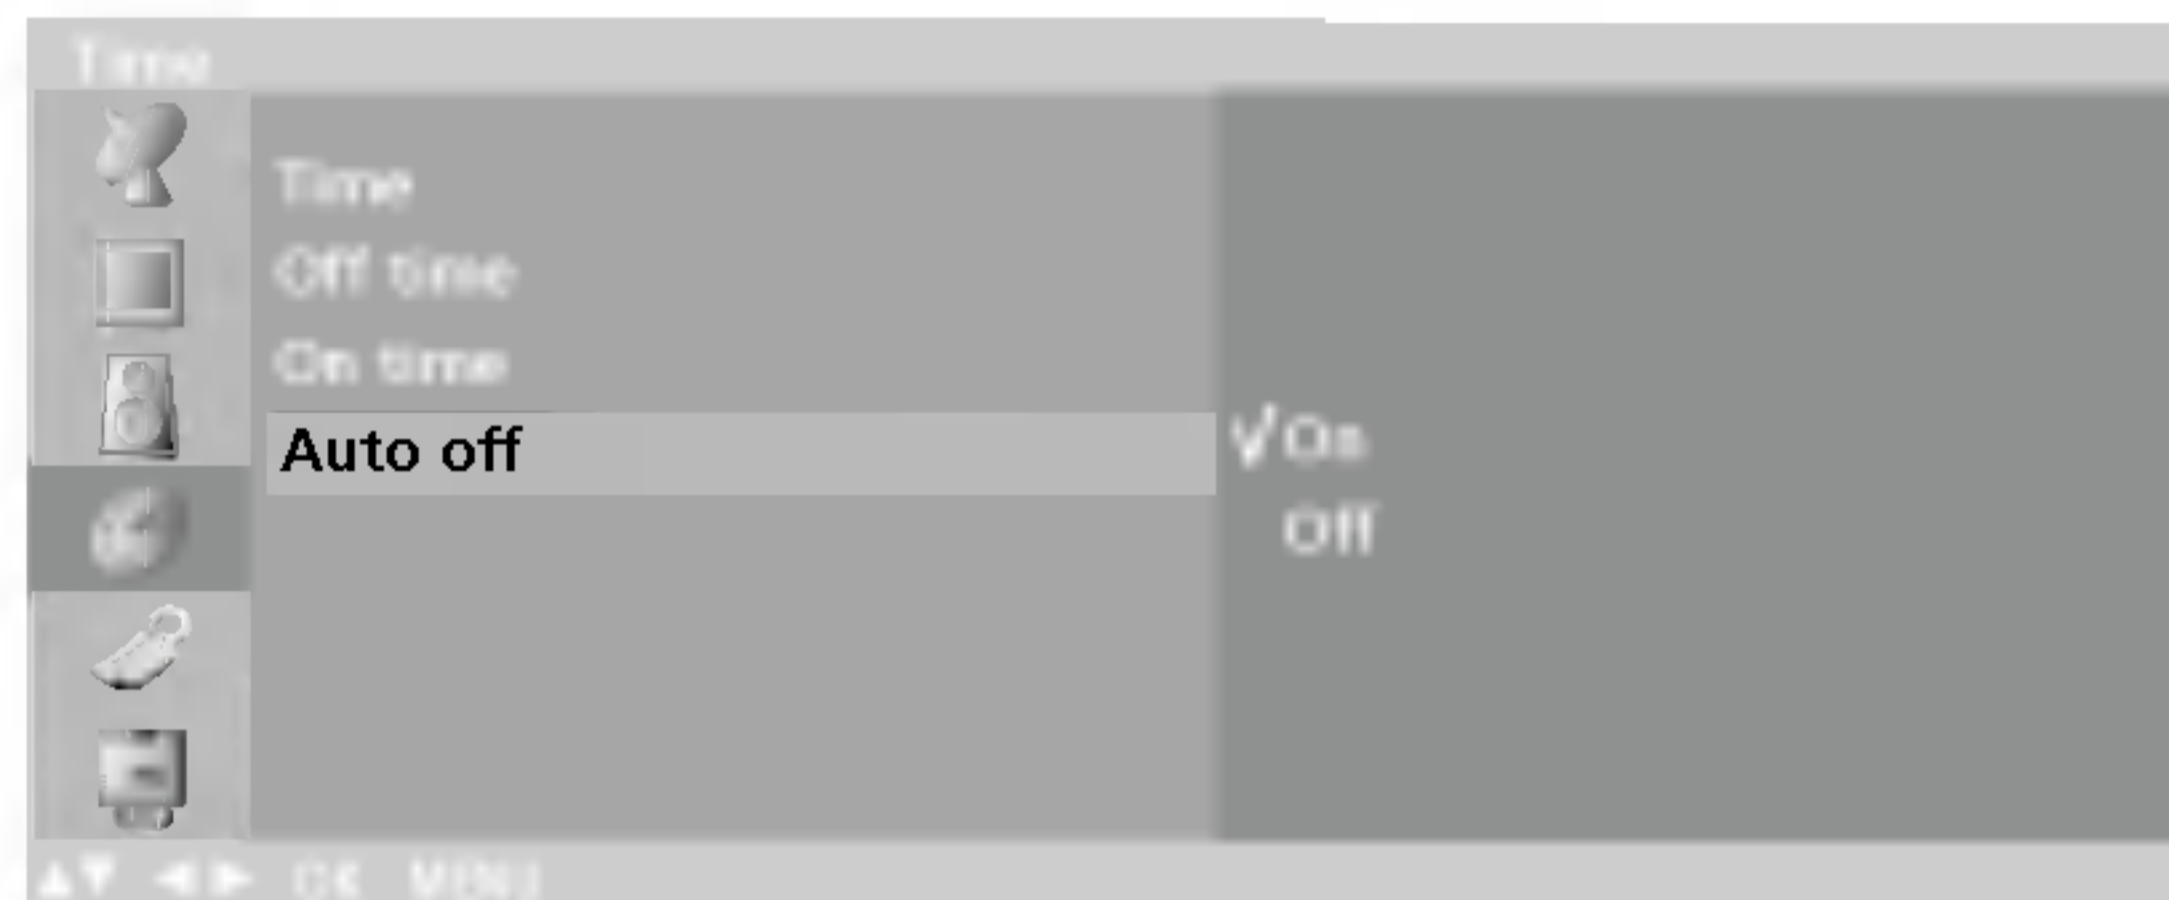 Time
Time
Off time
On time
Auto off
√On
Off
▲▼ ◀▶ OK MENU